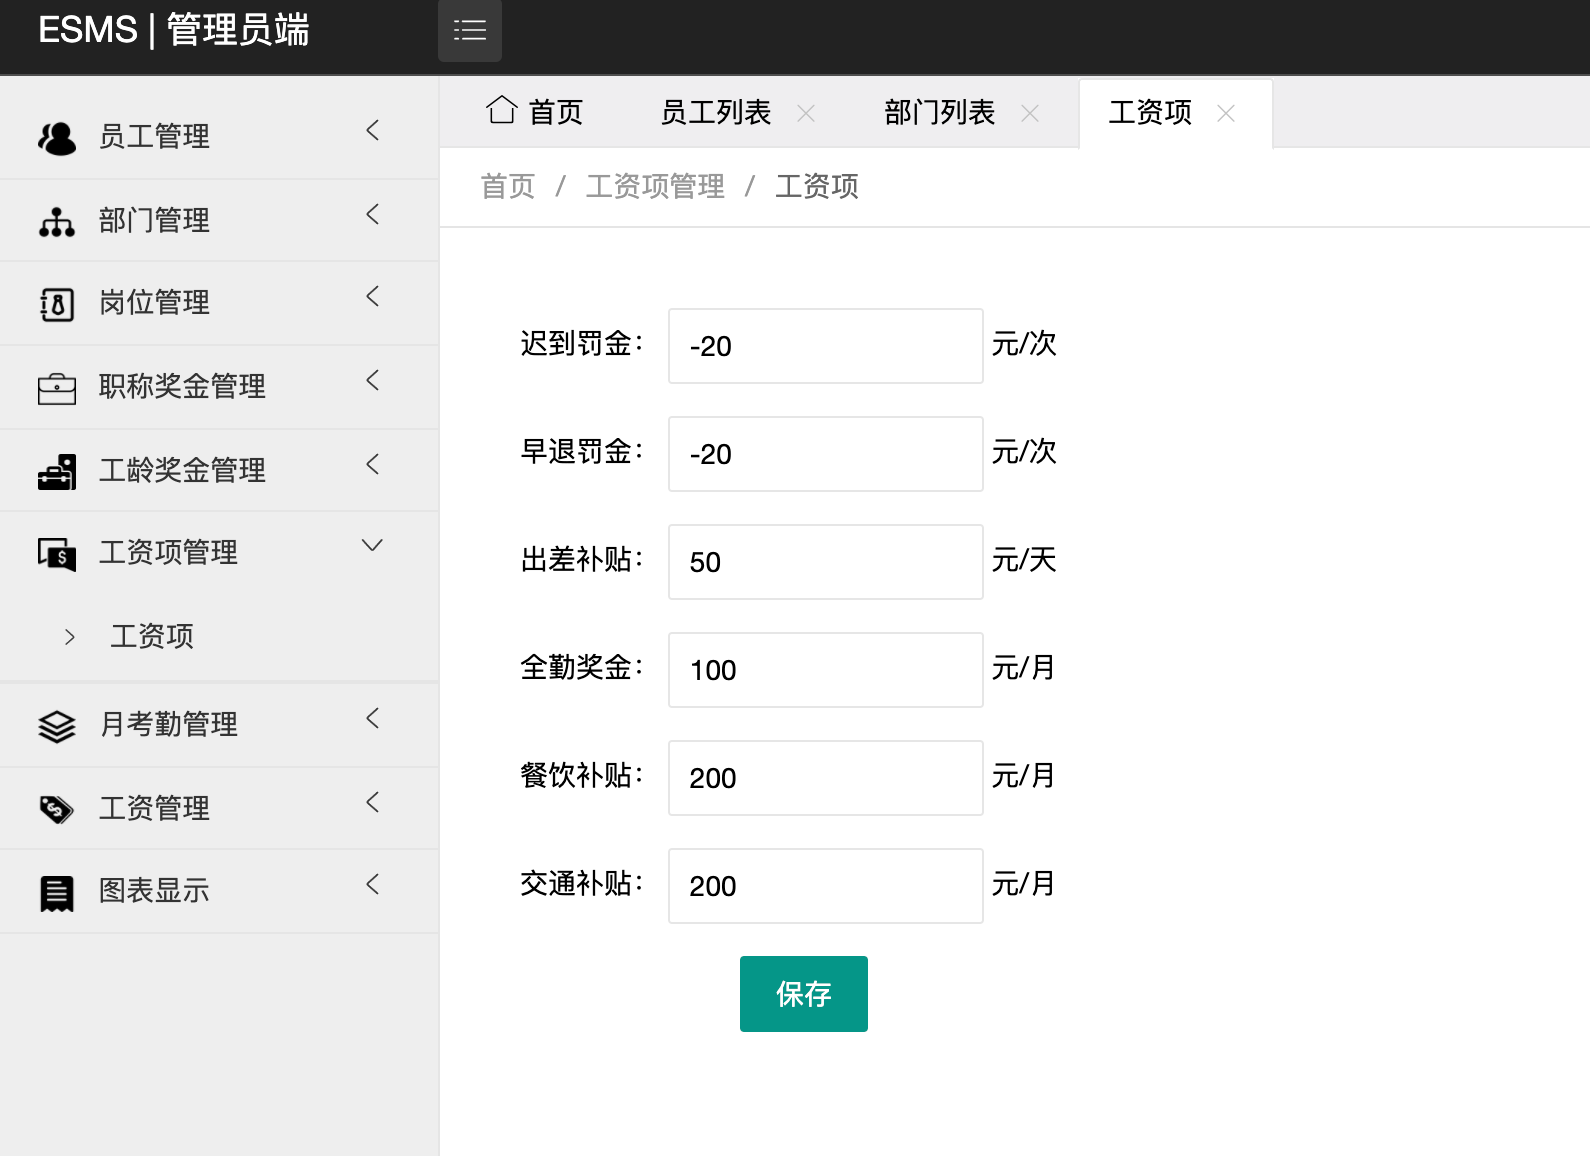 ESMS | 管理员端
首页 员工列表 部门列表 工资项
首页 / 工资项管理 / 工资项
员工管理
部门管理
岗位管理
职称奖金管理
工龄奖金管理
工资项管理
工资项
月考勤管理
工资管理
图表显示
迟到罚金： -20 元/次
早退罚金： -20 元/次
出差补贴： 50 元/天
全勤奖金： 100 元/月
餐饮补贴： 200 元/月
交通补贴： 200 元/月
保存